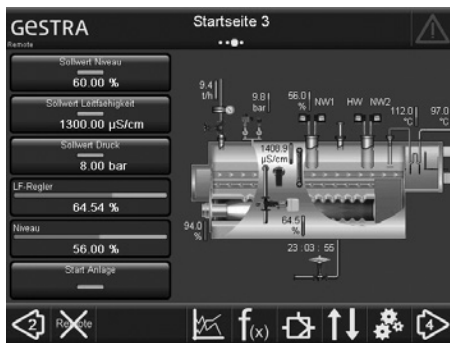 GESTRA
Startseite 3
Remote
Sollwert Niveau
60.00 %
Sollwert Leitfaehigkeit
1300.00 µS/cm
Sollwert Druck
8.00 bar
LF-Regler
64.54 %
Niveau
56.00 %
Start Anlage
9.4
t/h
9.8
bar
56.0
%
NW1
HW
NW2
112.0
°C
97.0
°C
1408.9
µS/cm
94.0
%
64.5
%
23 : 03 : 55
2
Remote
f(x)
4